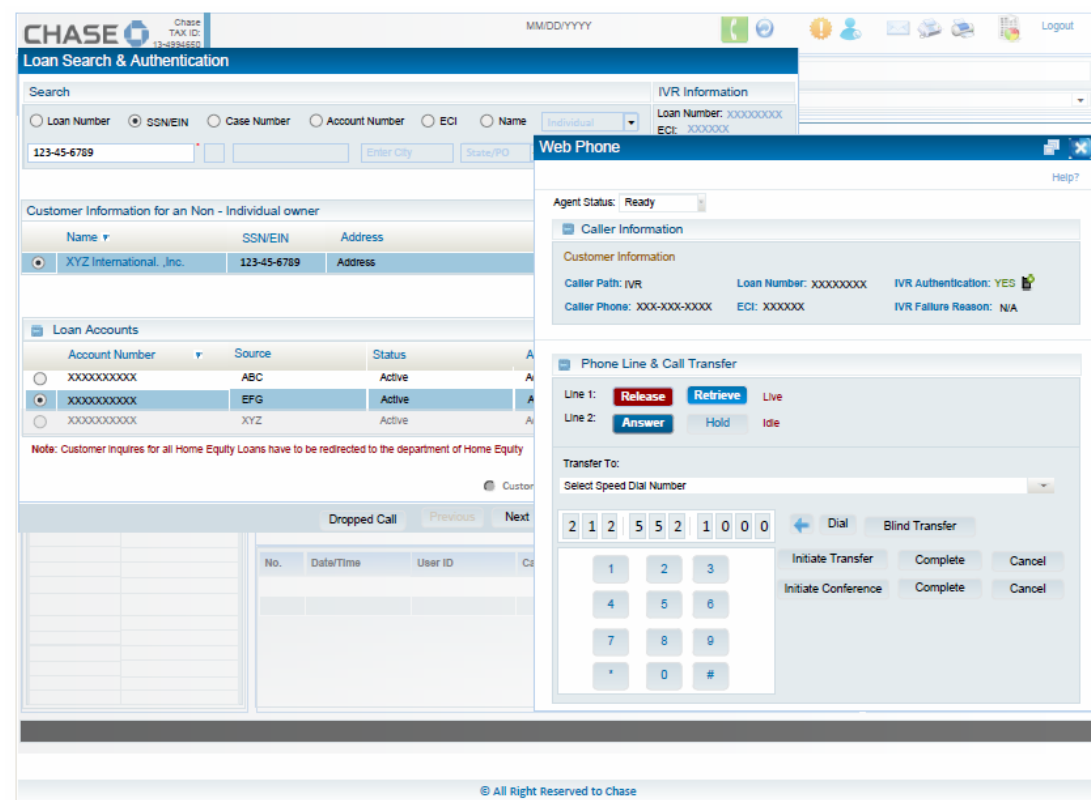 CHASE
Chase
TAX ID:
13-4994650
MM/DD/YYYY
Logout
Loan Search & Authentication
Search
IVR Information
Loan Number SSN/EIN Case Number Account Number ECI Name Individual
Loan Number: XXXXXXXX
ECI: XXXXXX
123-45-6789 * Enter City State/PO
Customer Information for an Non - Individual owner
Name SSN/EIN Address
XYZ International. ,Inc. 123-45-6789 Address
Loan Accounts
Account Number Source Status A
XXXXXXXXXX ABC Active A
XXXXXXXXXX EFG Active A
XXXXXXXXXX XYZ Active A
Note: Customer inquires for all Home Equity Loans have to be redirected to the department of Home Equity
Custor
Dropped Call Previous Next
No. Date/Time User ID Ca
Web Phone
Help?
Agent Status: Ready
Caller Information
Customer Information
Caller Path: IVR Loan Number: XXXXXXXX IVR Authentication: YES
Caller Phone: XXX-XXX-XXXX ECI: XXXXXX IVR Failure Reason: N/A
Phone Line & Call Transfer
Line 1: Release Retrieve Live
Line 2: Answer Hold Idle
Transfer To:
Select Speed Dial Number
2 1 2 5 5 2 1 0 0 0 Dial Blind Transfer
Initiate Transfer Complete Cancel
Initiate Conference Complete Cancel
1 2 3
4 5 6
7 8 9
* 0 #
© All Right Reserved to Chase